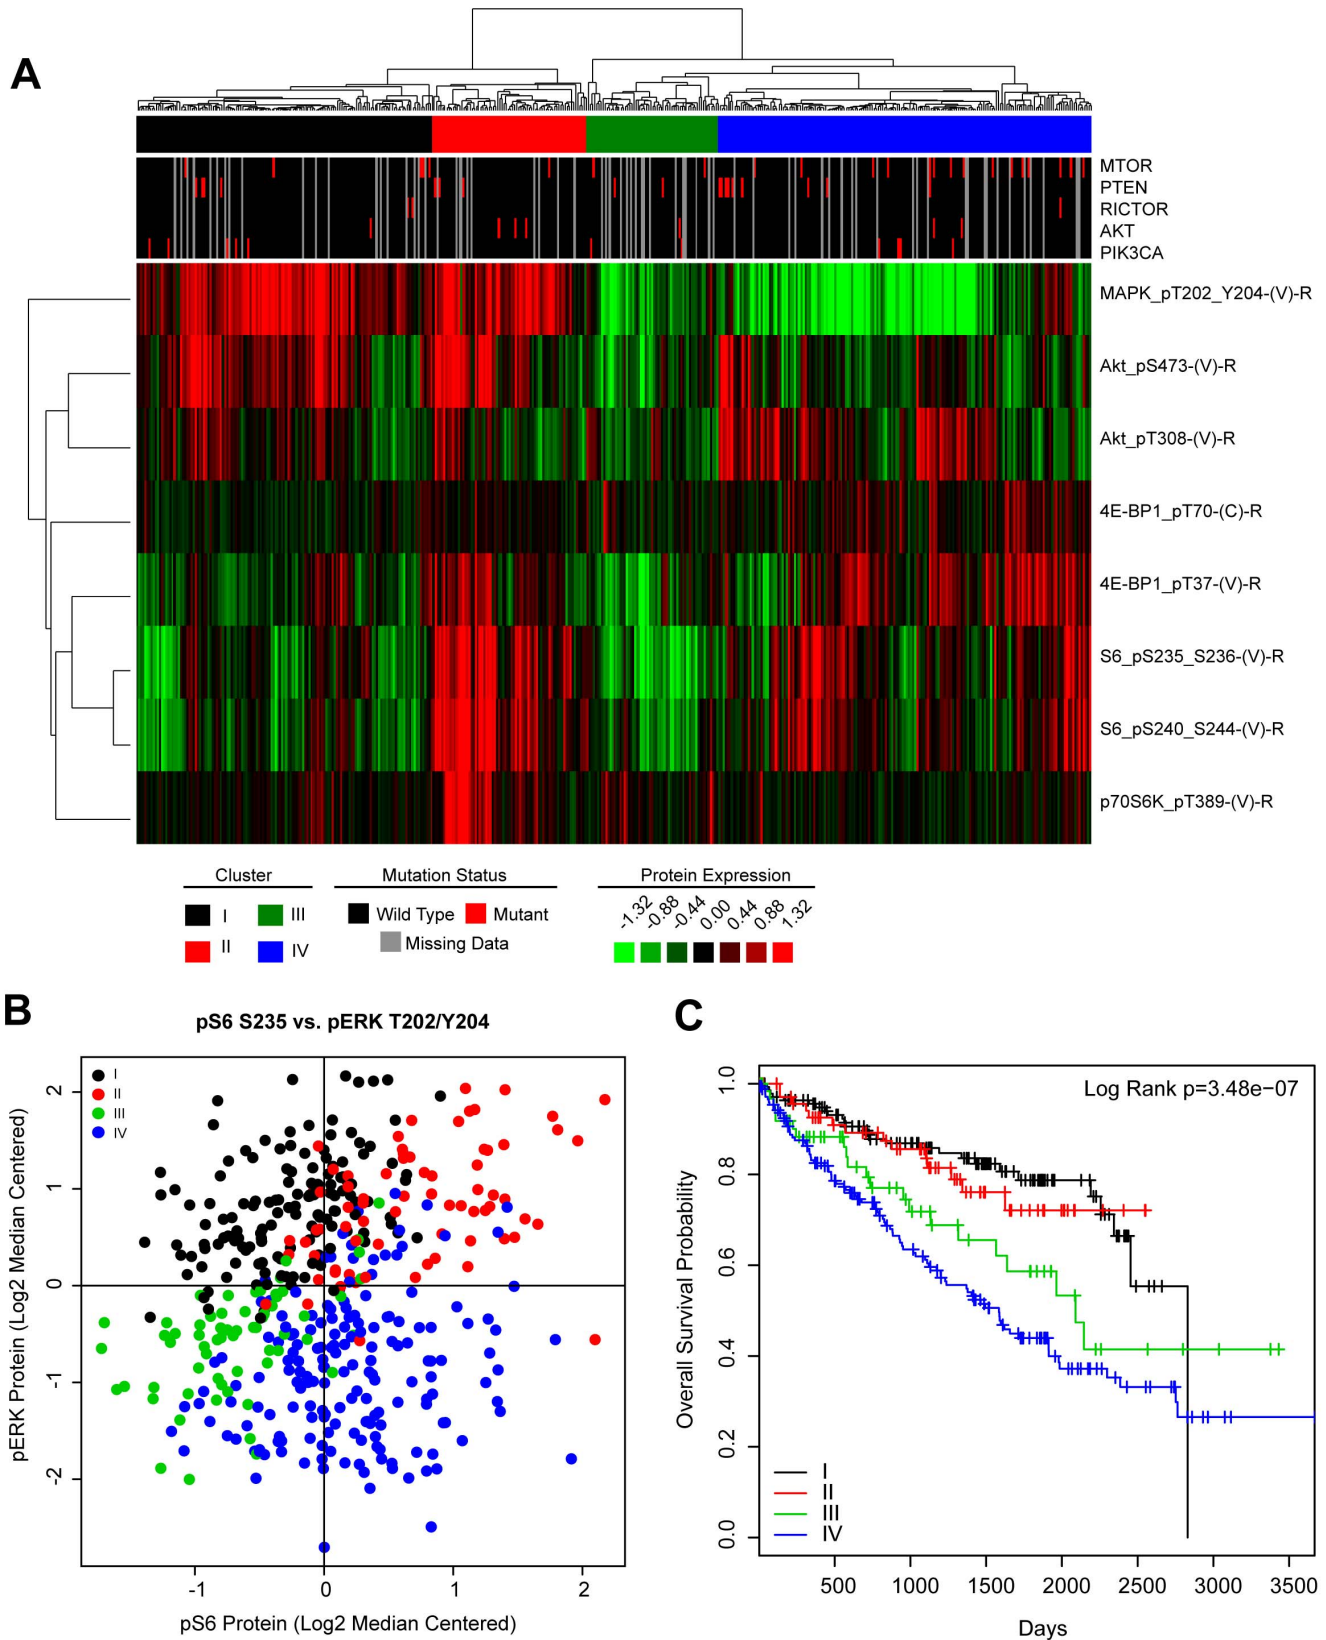 A
MTOR
PTEN
RICTOR
AKT
PIK3CA
MAPK_pT202_Y204-(V)-R
Akt_pS473-(V)-R
Akt_pT308-(V)-R
4E-BP1_pT70-(C)-R
4E-BP1_pT37-(V)-R
S6_pS235_S236-(V)-R
S6_pS240_S244-(V)-R
p70S6K_pT389-(V)-R
Cluster
I III
II IV
Mutation Status
Wild Type Mutant
Missing Data
Protein Expression
-1.32 -0.88 -0.44 0.00 0.44 0.88 1.32
B
pS6 S235 vs. pERK T202/Y204
I
II
III
IV
pERK Protein (Log2 Median Centered)
2
1
0
-1
-2
-1 0 1 2
pS6 Protein (Log2 Median Centered)
C
Log Rank p=3.48e−07
Overall Survival Probability
1.0
0.8
0.6
0.4
0.2
0.0
I
II
III
IV
500 1000 1500 2000 2500 3000 3500
Days